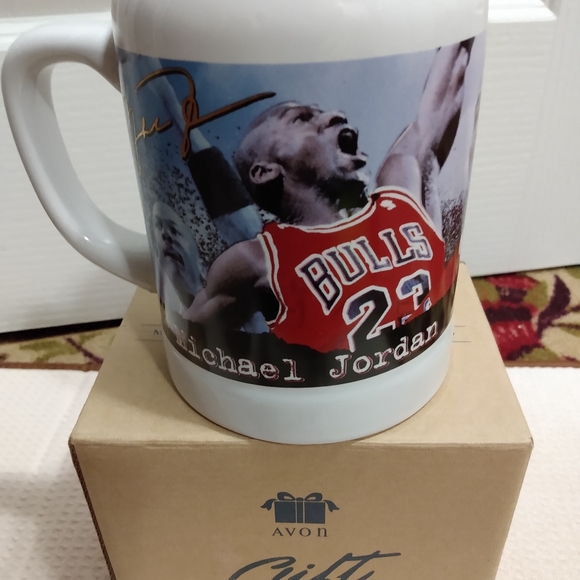 BULLS
23
Michael Jordan
AVON
Gifts